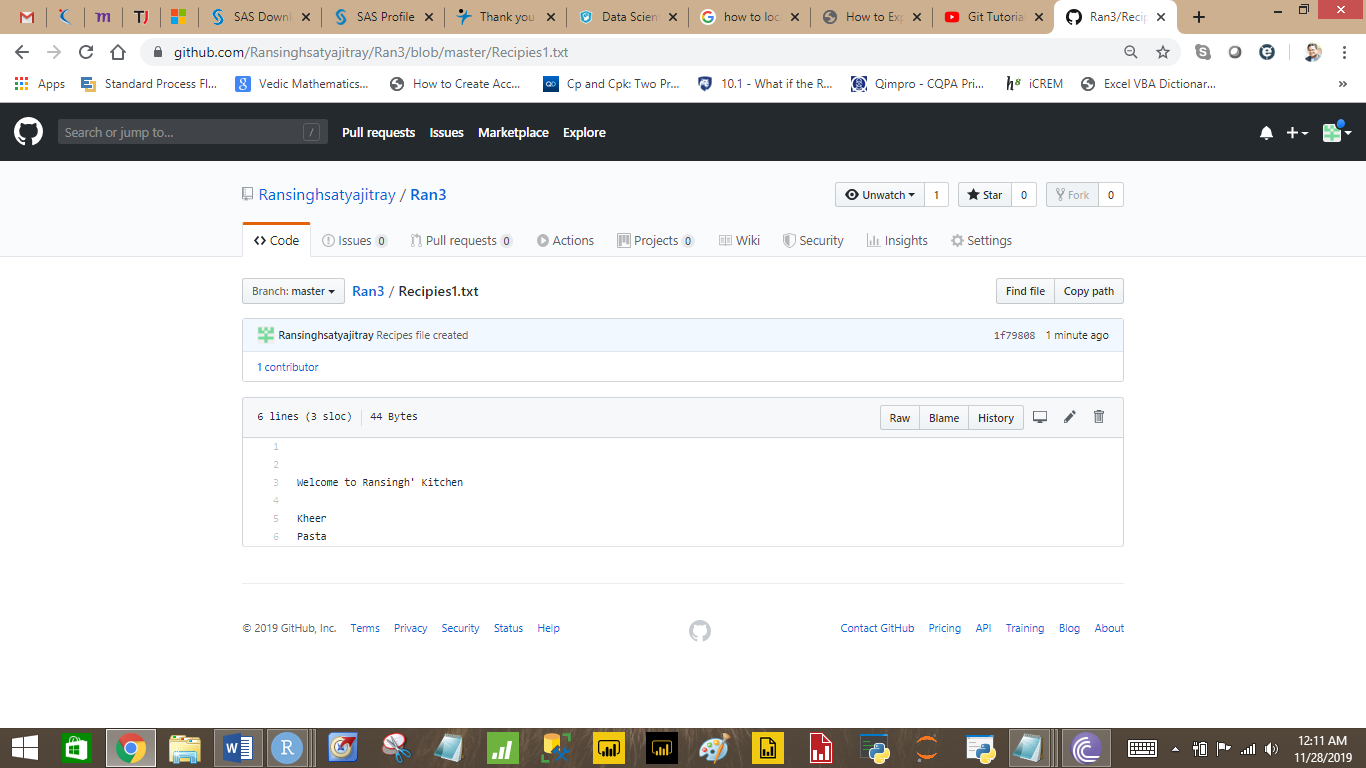 SAS Downl
SAS Profile
Thank you
Data Scien
how to loc
How to Exp
Git Tutoria
Ran3/Recip
github.com/Ransinghsatyajitray/Ran3/blob/master/Recipies1.txt
Apps
Standard Process Fl...
Vedic Mathematics...
How to Create Acc...
Cp and Cpk: Two Pr...
10.1 - What if the R...
Qimpro - CQPA Pri...
iCREM
Excel VBA Dictionar...
»
Search or jump to...
/
Pull requests
Issues
Marketplace
Explore
Ransinghsatyajitray / Ran3
Unwatch 1
Star 0
Fork 0
Code
Issues 0
Pull requests 0
Actions
Projects 0
Wiki
Security
Insights
Settings
Branch: master
Ran3 / Recipies1.txt
Find file
Copy path
Ransinghsatyajitray Recipes file created
1f79808 1 minute ago
1 contributor
6 lines (3 sloc) 44 Bytes
Raw
Blame
History
1
2
3 Welcome to Ransingh' Kitchen
4
5 Kheer
6 Pasta
© 2019 GitHub, Inc.
Terms
Privacy
Security
Status
Help
Contact GitHub
Pricing
API
Training
Blog
About
12:11 AM
11/28/2019